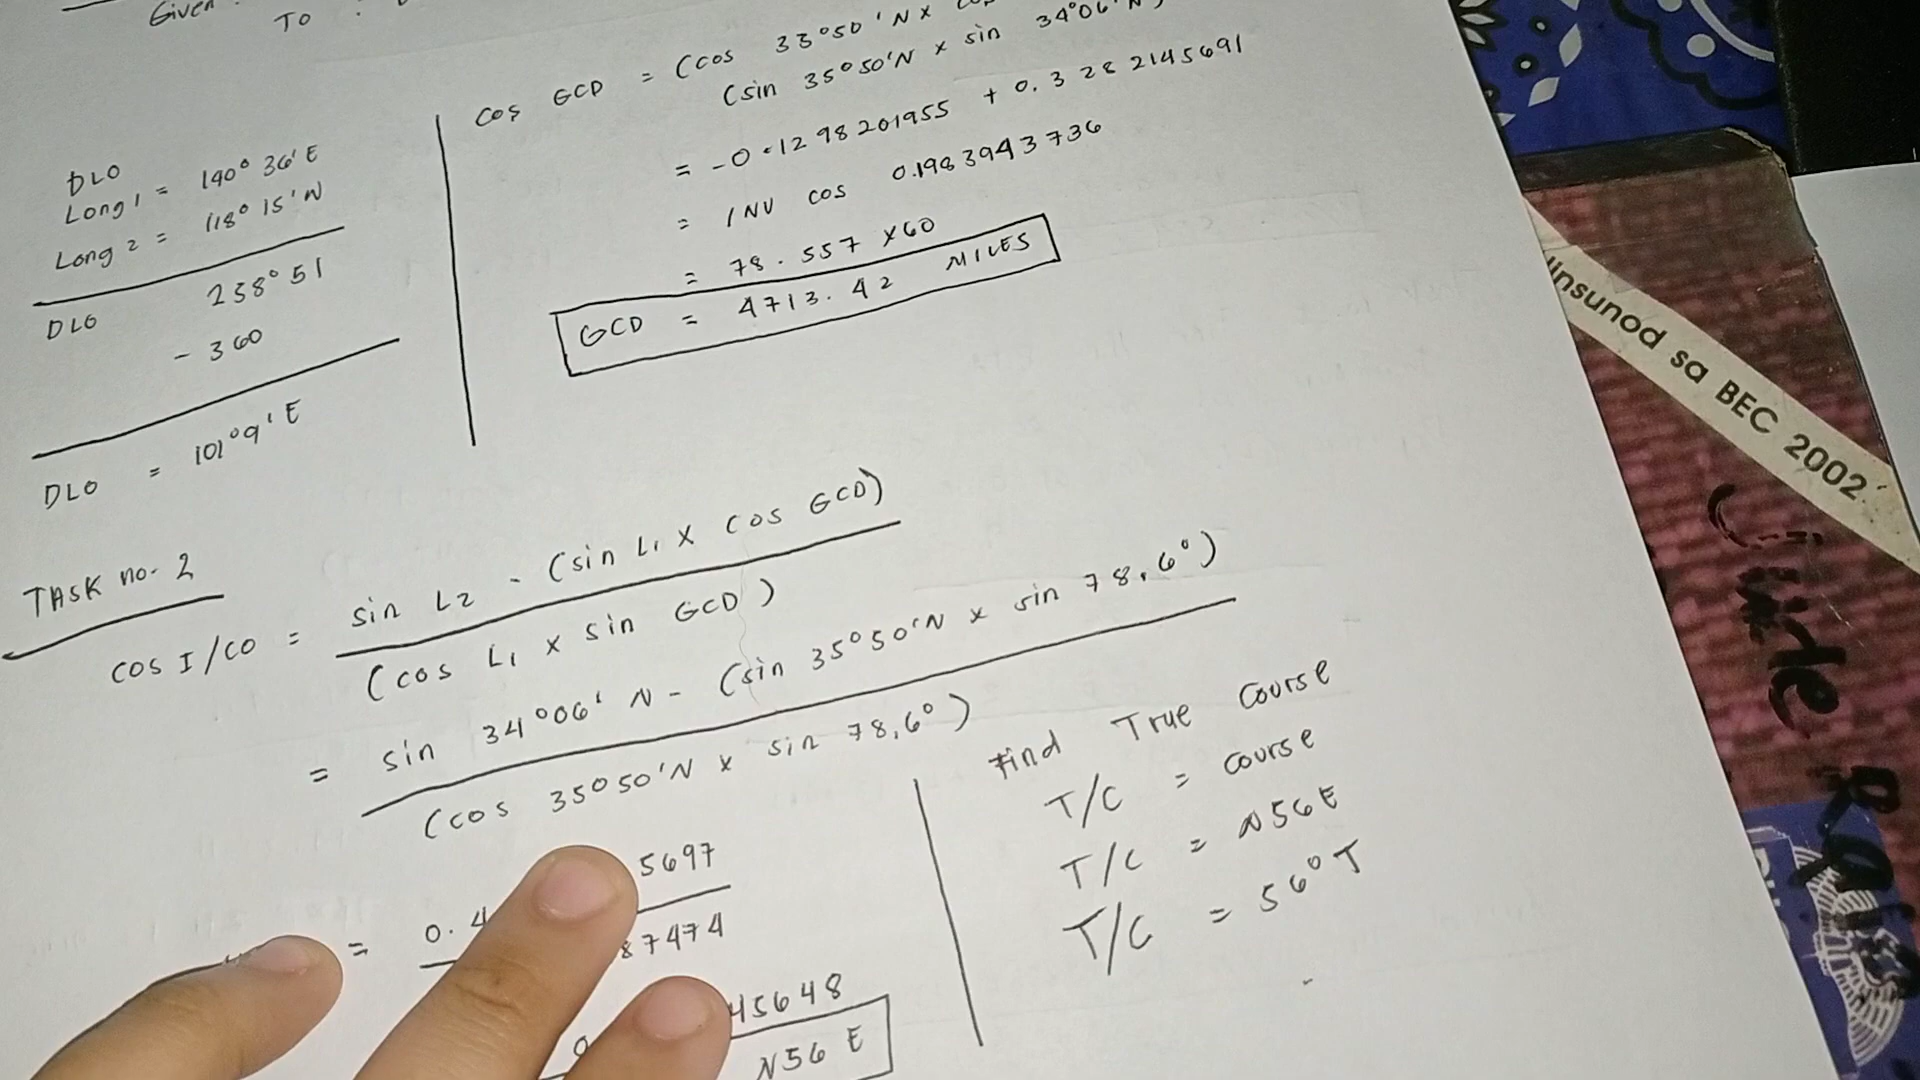 Given
TO :
DLO
Long 1 = 140° 36' E
Long 2 = 118° 15' W
258° 51
DLO
- 360
DLO = 101° 9' E
cos GCD = (cos 33°50' N x
(sin 35°50'N x sin 34°06' N)
= -0.1298201955 + 0.3282145691
= INV cos 0.1983943736
= 78.557 x60
GCD = 4713.42 MILES
TASK no. 2
cos I/CO = sin L2 - (sin L1 x cos GCD)
(cos L1 x sin GCD)
= sin 34°06' N - (sin 35°50'N x sin 78,6°)
(cos 35°50'N x sin 78,6°)
= 0.4 5697
87474
0 45648
N56 E
Find True Course
T/C = course
T/C = N56E
T/C = 56° T
insunod sa BEC 2002